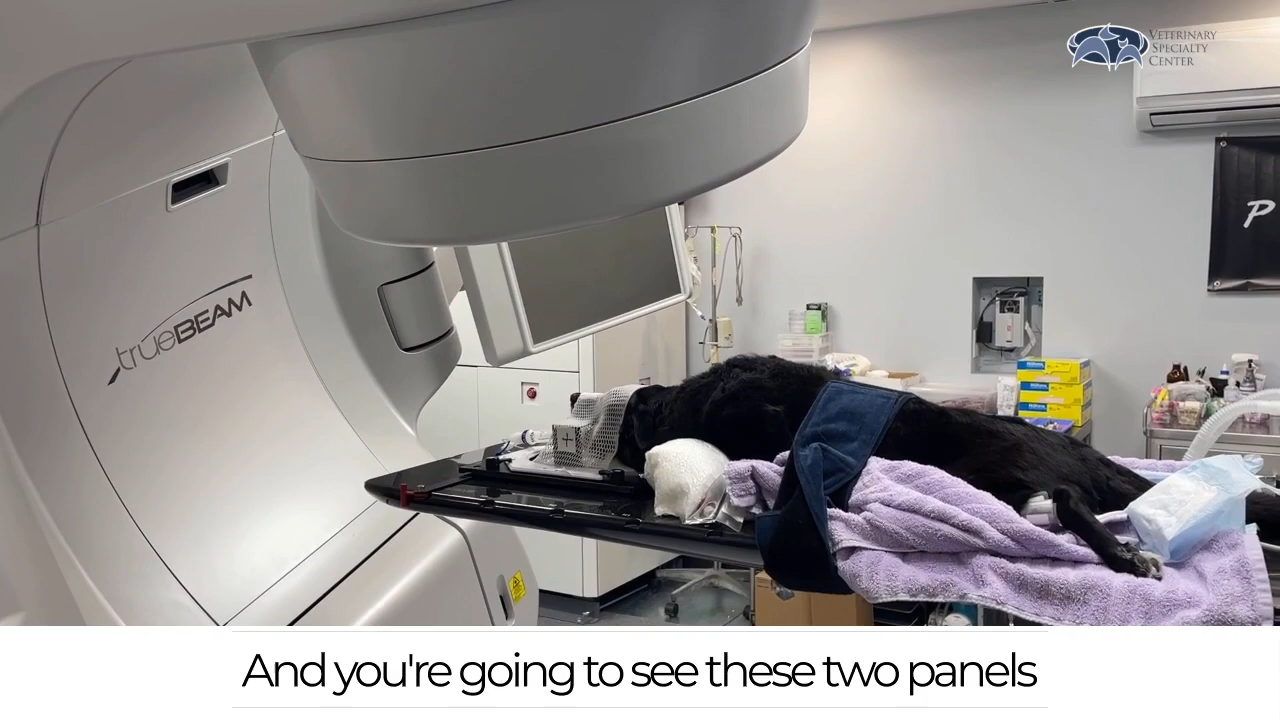 VETERINARY
SPECIALTY
CENTER
P
trueBEAM
And you're going to see these two panels